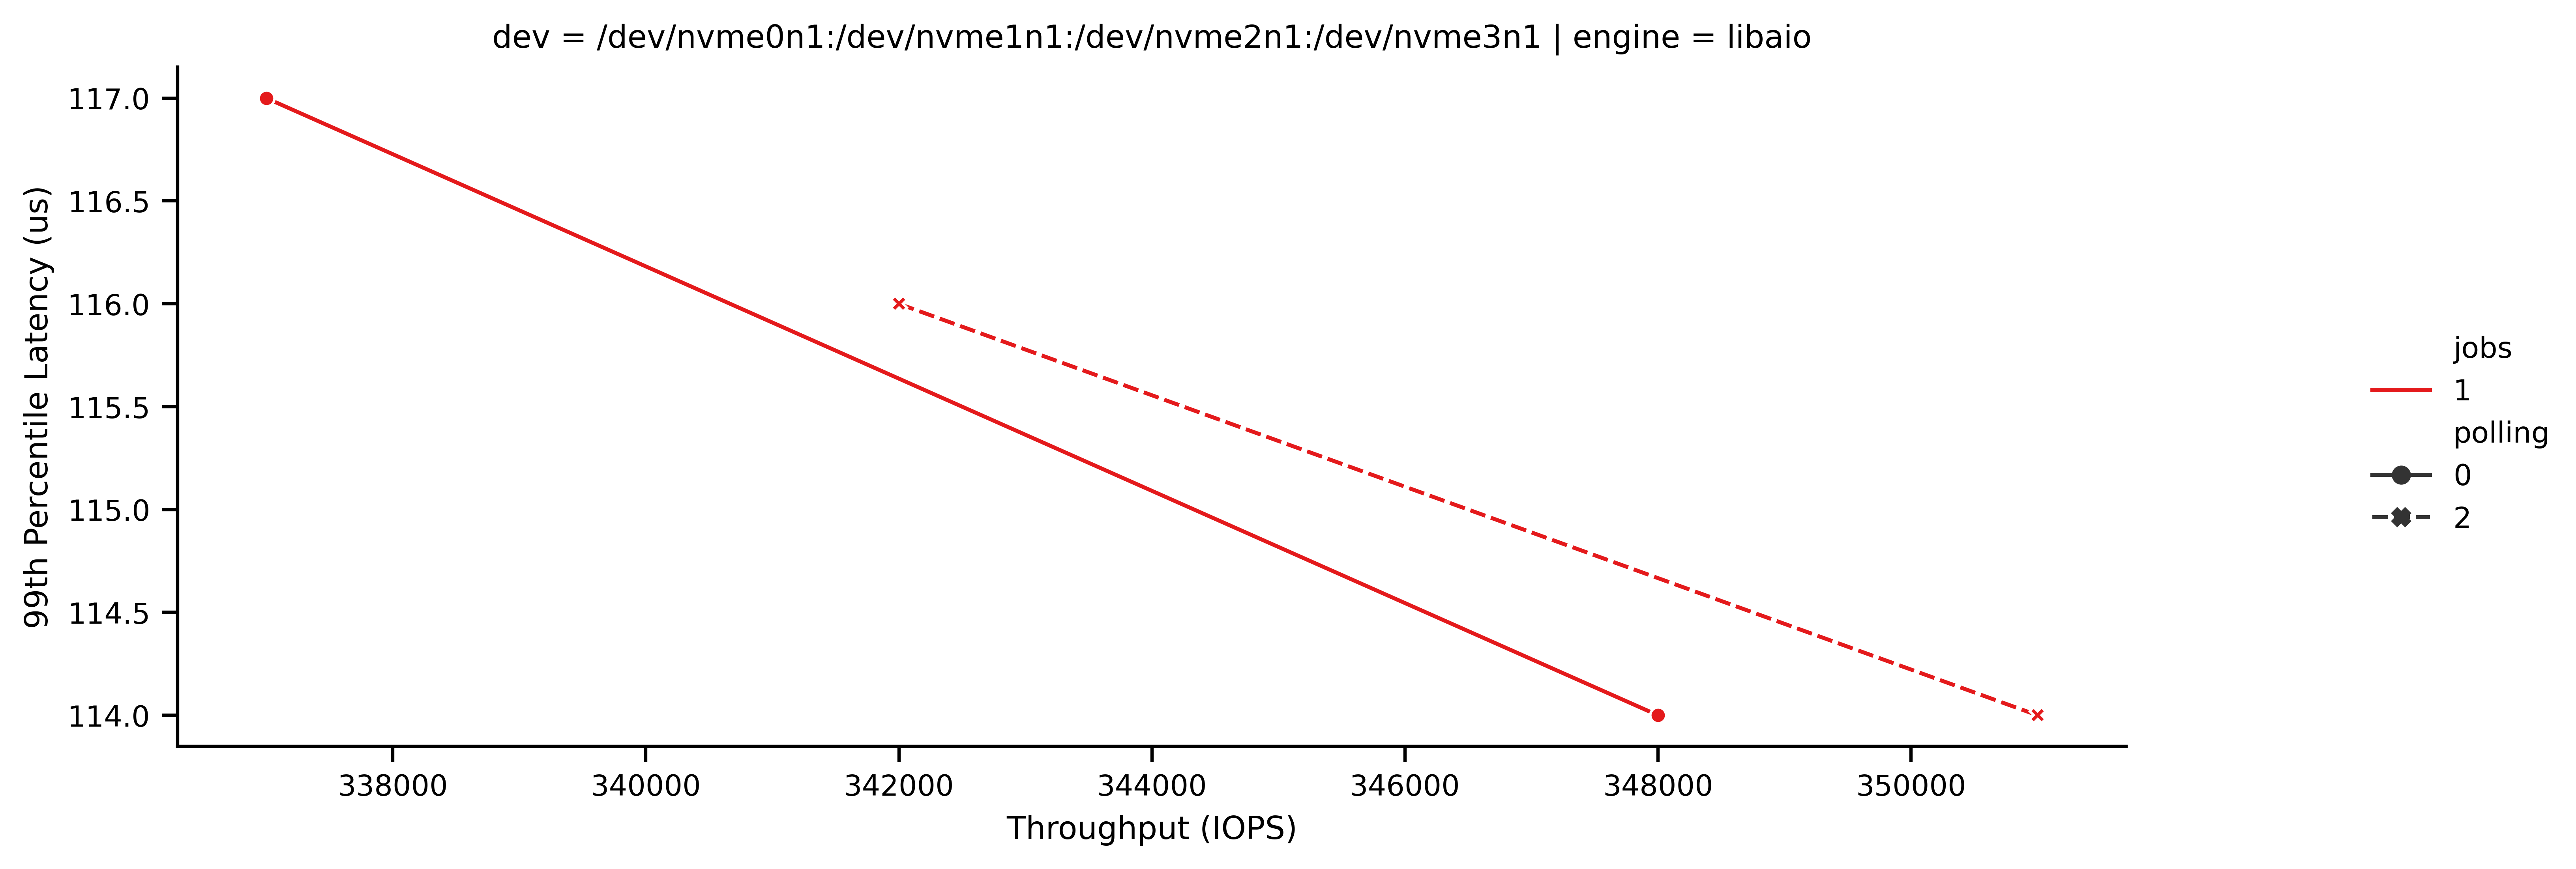 dev = /dev/nvme0n1:/dev/nvme1n1:/dev/nvme2n1:/dev/nvme3n1 | engine = libaio
99th Percentile Latency (us)
117.0
116.5
116.0
115.5
115.0
114.5
114.0
338000 340000 342000 344000 346000 348000 350000
Throughput (IOPS)
jobs
1
polling
0
2